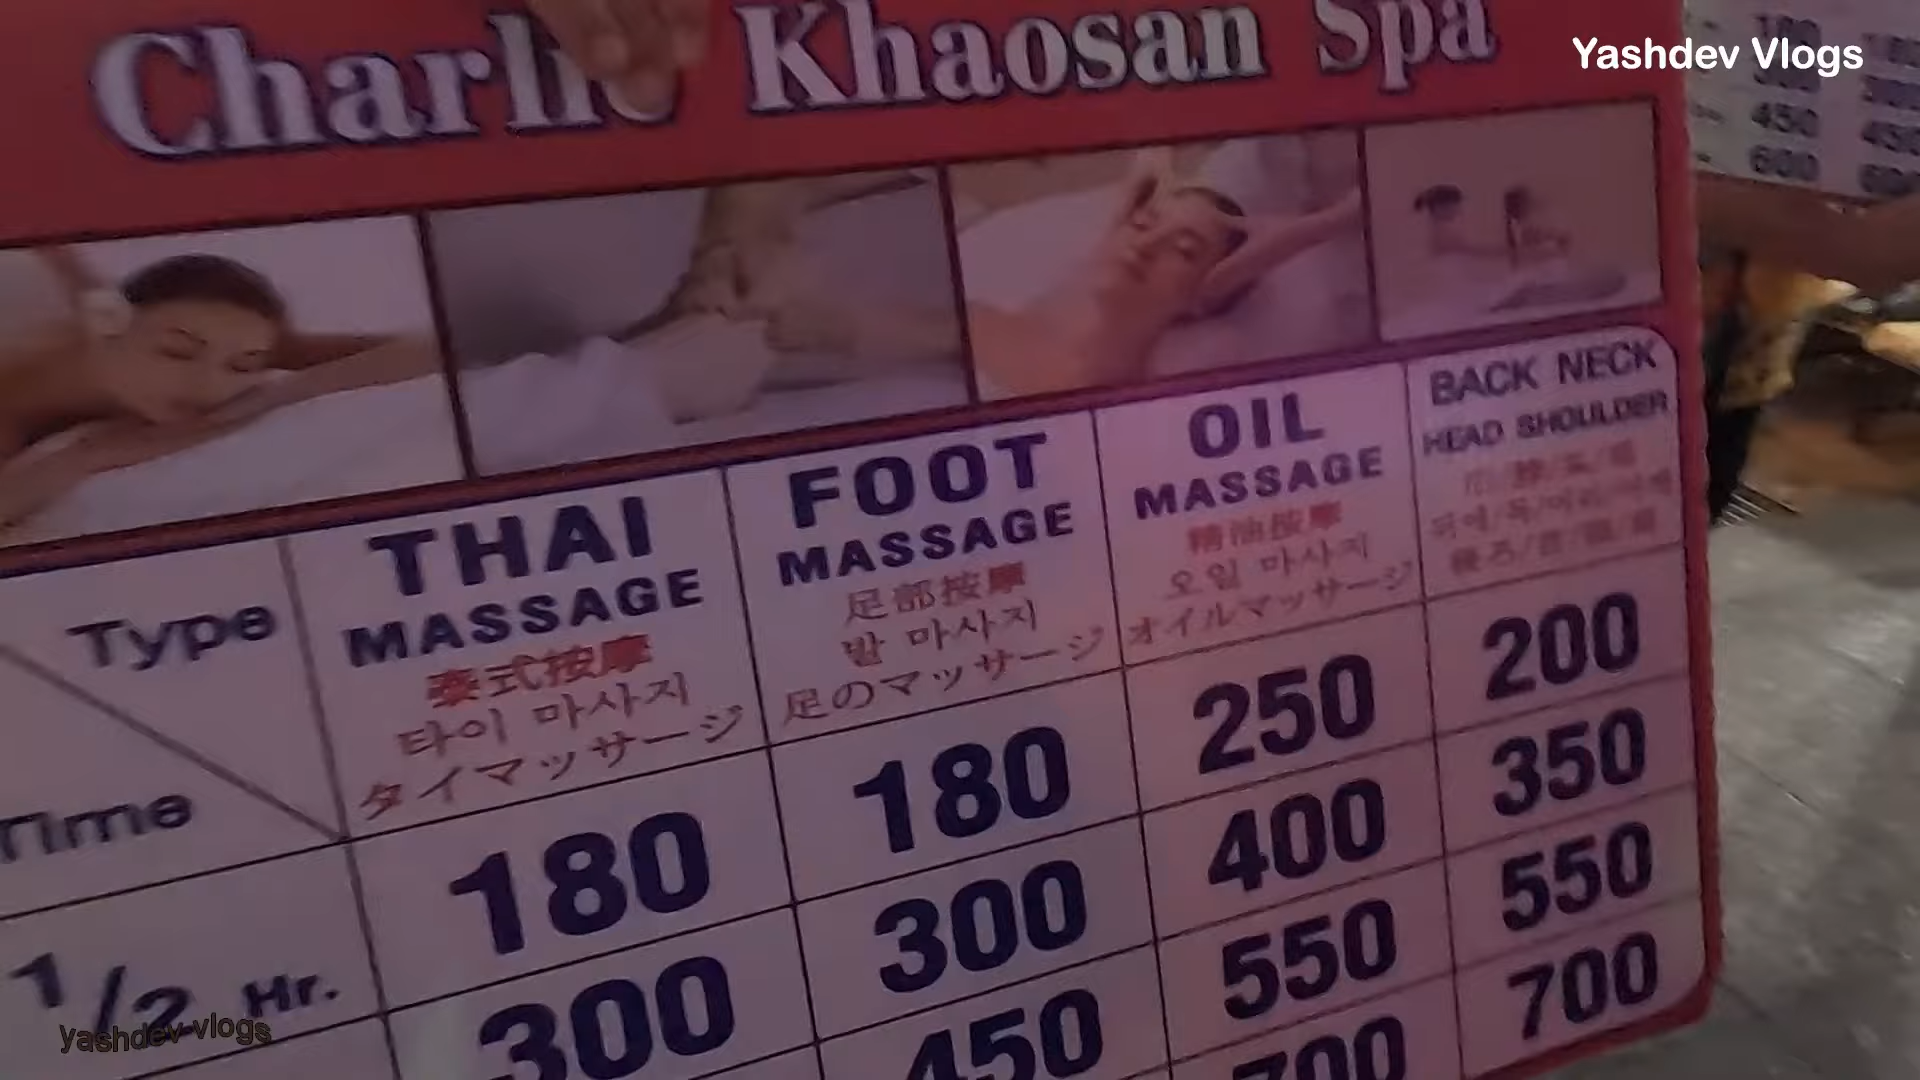 Charlie Khaosan Spa
Yashdev Vlogs
450
600
Type
Time
THAI
MASSAGE
泰式按摩
타이 마사지
タイマッサージ
FOOT
MASSAGE
足部按摩
발 마사지
足のマッサージ
OIL
MASSAGE
精油按摩
오일 마사지
オイルマッサージ
BACK NECK
HEAD SHOULDER
1/2 Hr. 180 180 250 200
300 300 400 350
450 550 550
700 700
Yashdev vlogs